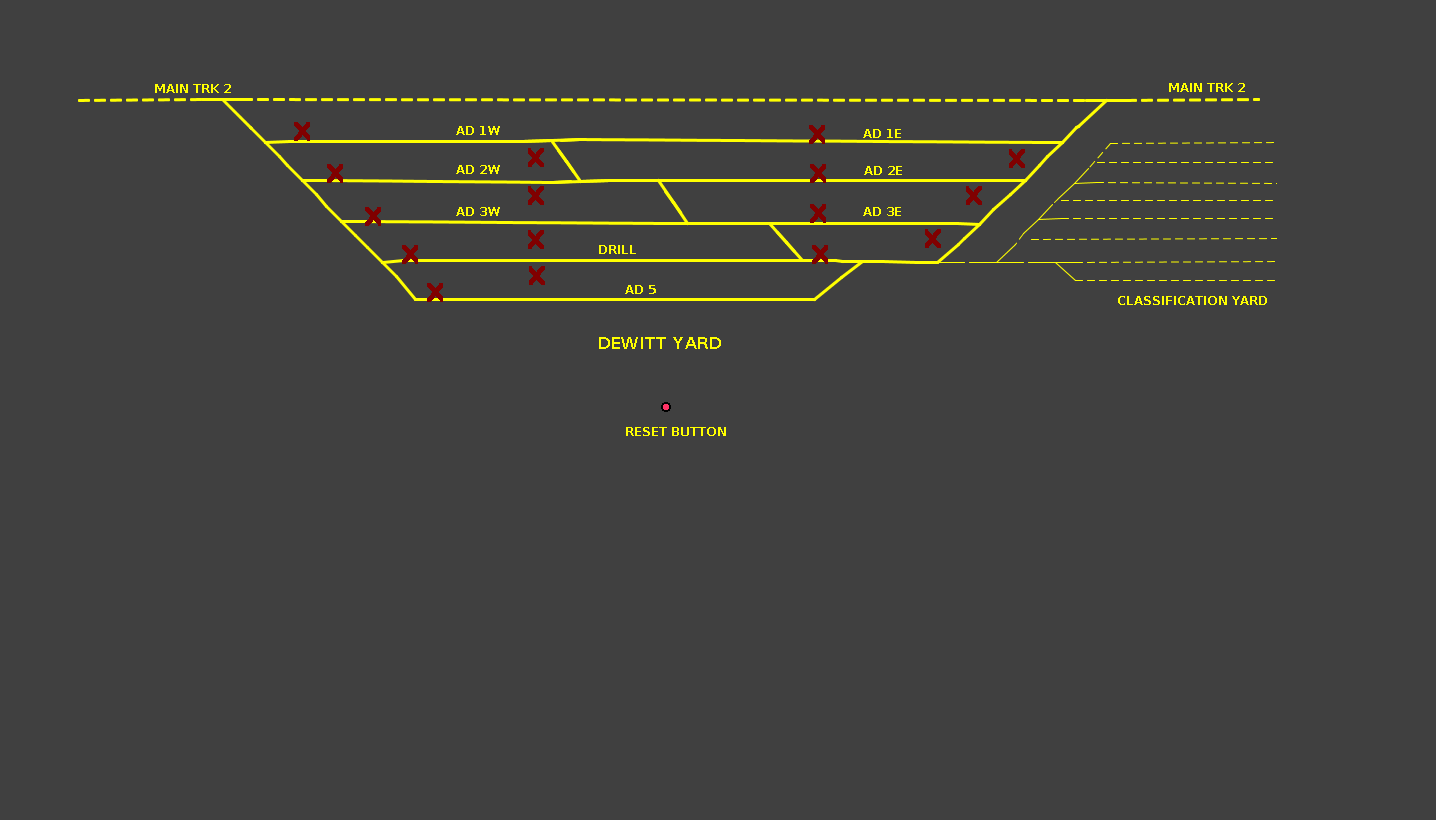 MAIN TRK 2
MAIN TRK 2
AD 1W
AD 1E
AD 2W
AD 2E
AD 3W
AD 3E
DRILL
AD 5
CLASSIFICATION YARD
DEWITT YARD
RESET BUTTON